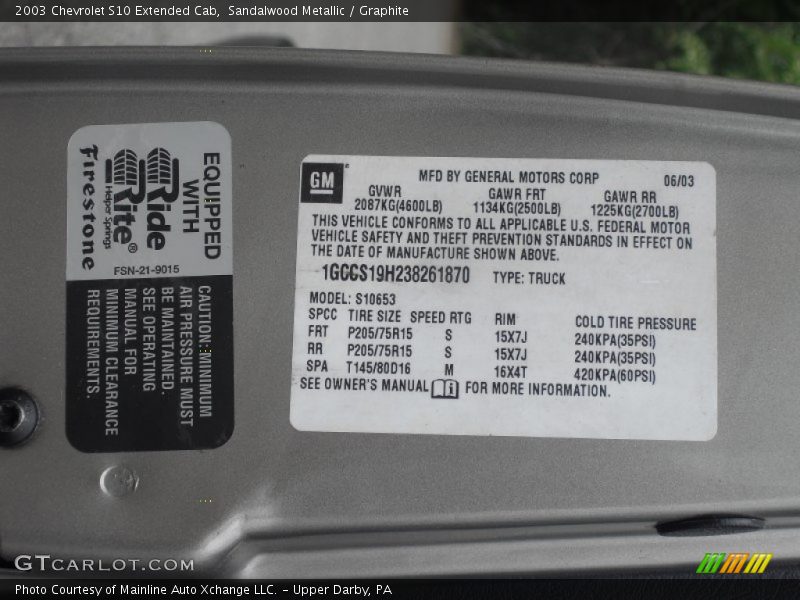 2003 Chevrolet S10 Extended Cab, Sandalwood Metallic / Graphite
EQUIPPED
WITH
Ride
Rite®
Helper Springs
Firestone
FSN-21-9015
CAUTION: MINIMUM
AIR PRESSURE MUST
BE MAINTAINED.
SEE OPERATING
MANUAL FOR
MINIMUM CLEARANCE
REQUIREMENTS.
GM
MFD BY GENERAL MOTORS CORP 06/03
GVWR GAWR FRT GAWR RR
2087KG(4600LB) 1134KG(2500LB) 1225KG(2700LB)
THIS VEHICLE CONFORMS TO ALL APPLICABLE U.S. FEDERAL MOTOR
VEHICLE SAFETY AND THEFT PREVENTION STANDARDS IN EFFECT ON
THE DATE OF MANUFACTURE SHOWN ABOVE.
1GCCS19H238261870 TYPE: TRUCK
MODEL: S10653
SPCC TIRE SIZE SPEED RTG RIM COLD TIRE PRESSURE
FRT P205/75R15 S 15X7J 240KPA(35PSI)
RR P205/75R15 S 15X7J 240KPA(35PSI)
SPA T145/80D16 M 16X4T 420KPA(60PSI)
SEE OWNER'S MANUAL FOR MORE INFORMATION.
GTCARLOT.COM
Photo Courtesy of Mainline Auto Xchange LLC. - Upper Darby, PA